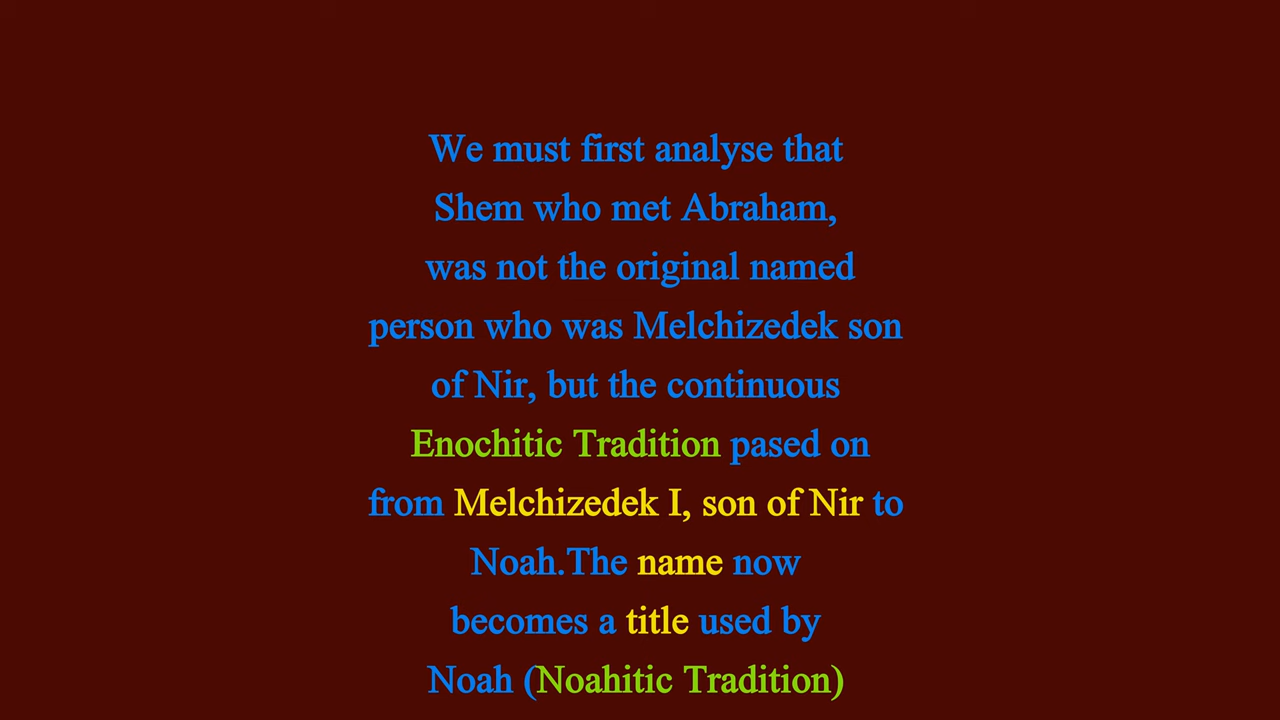 We must first analyse that
Shem who met Abraham,
was not the original named
person who was Melchizedek son
of Nir, but the continuous
Enochitic Tradition pased on
from Melchizedek I, son of Nir to
Noah.The name now
becomes a title used by
Noah (Noahitic Tradition)